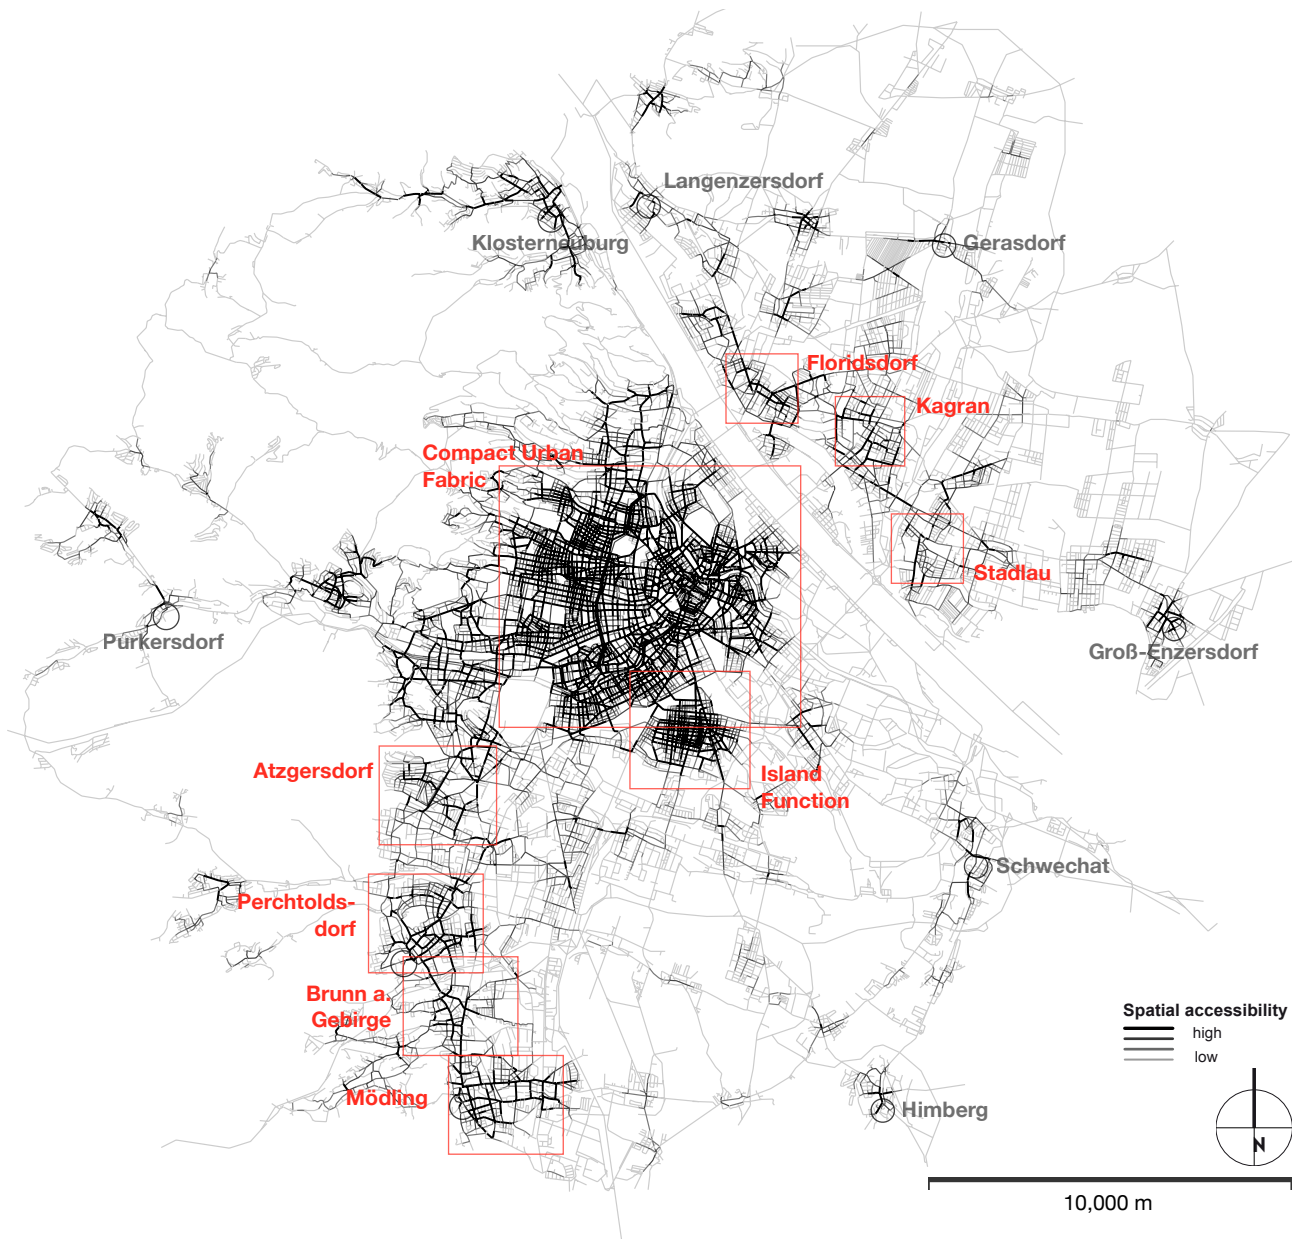 Langenzersdorf
Klosterneuburg
Gerasdorf
Floridsdorf
Kagran
Compact Urban
Fabric
Stadlau
Purkersdorf
Groß-Enzersdorf
Atzgersdorf
Island
Function
Schwechat
Perchtolds-
dorf
Brunn a.
Gebirge
Spatial accessibility
high
low
Mödling
Himberg
N
10,000 m